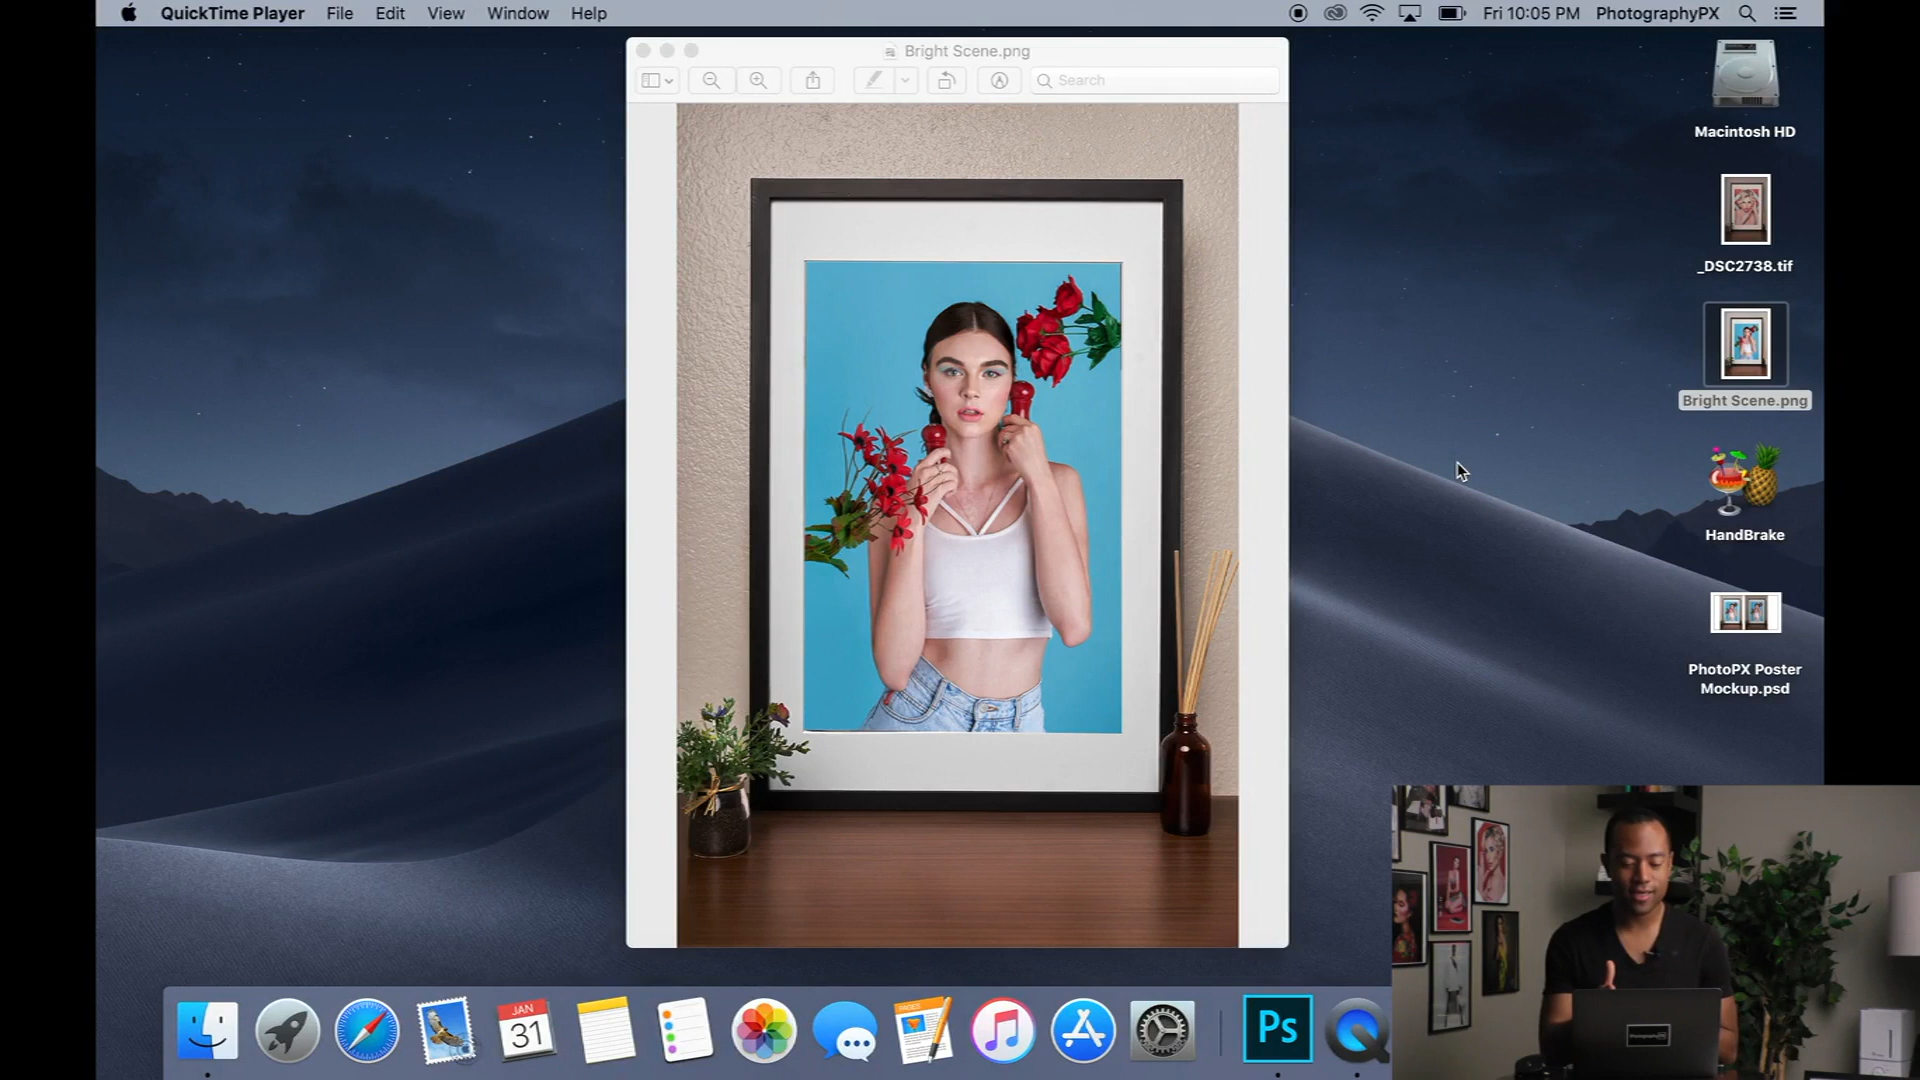 QuickTime Player File Edit View Window Help Fri 10:05 PM PhotographyPX
Bright Scene.png
Search
Macintosh HD
_DSC2738.tif
Bright Scene.png
HandBrake
PhotoPX Poster
Mockup.psd
JAN
31
PAGES
Ps